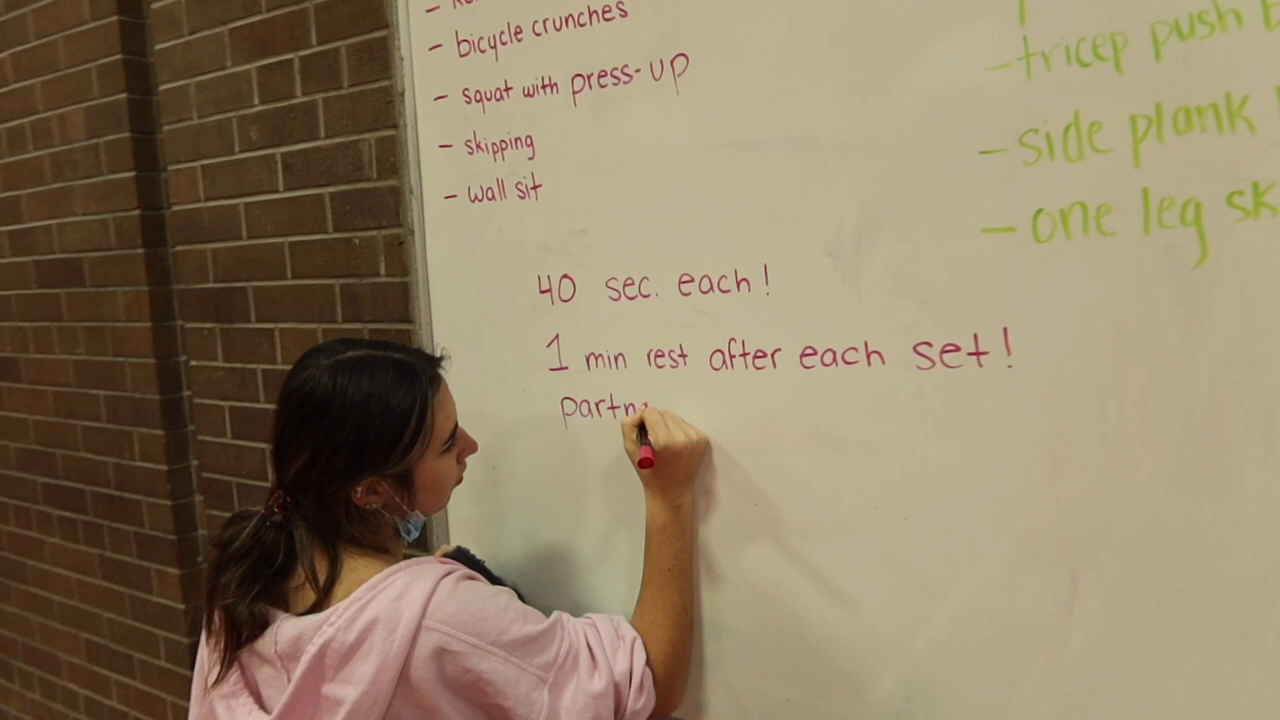 - bicycle crunches
- squat with press-up
- skipping
- wall sit
40 sec. each!
1 min rest after each set!
- tricep push
- side plank
- one leg